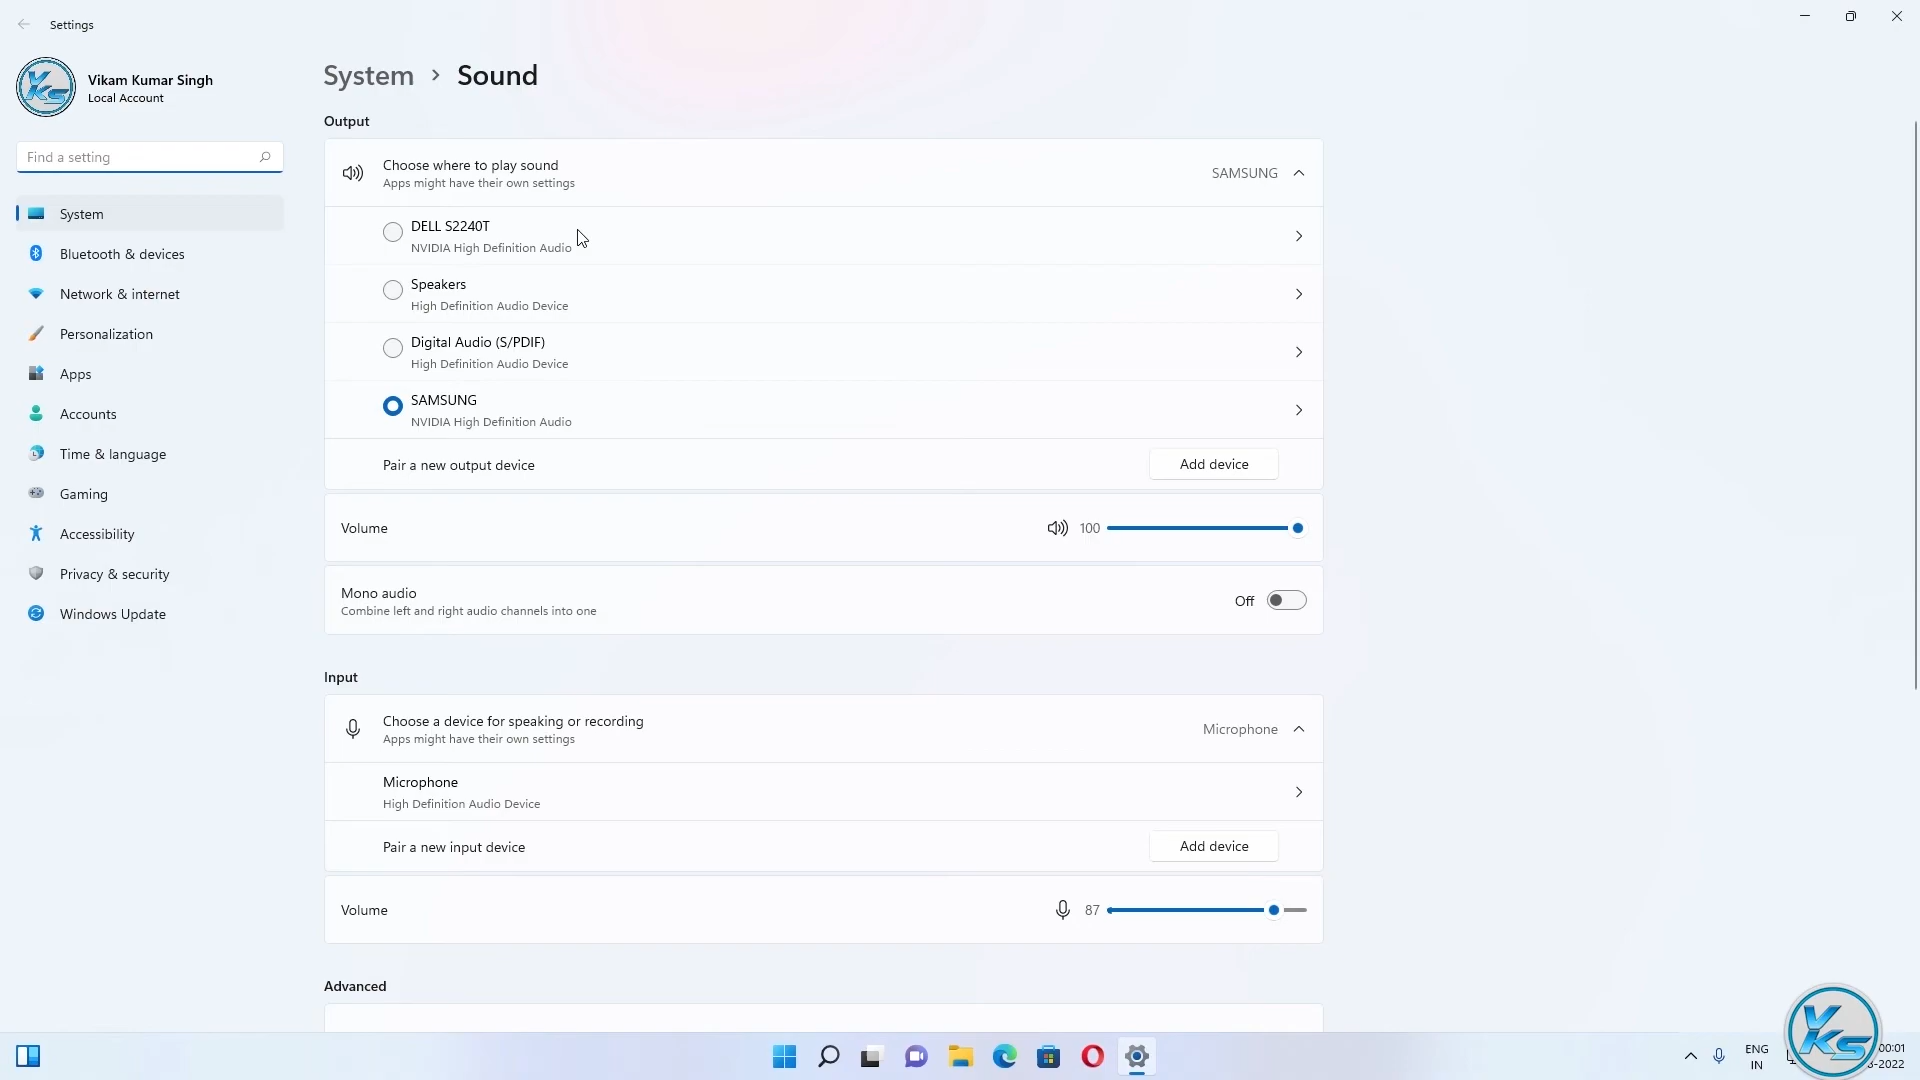 Settings
Vikam Kumar Singh
Local Account
Find a setting
System
Bluetooth & devices
Network & internet
Personalization
Apps
Accounts
Time & language
Gaming
Accessibility
Privacy & security
Windows Update
System > Sound
Output
Choose where to play sound
Apps might have their own settings
SAMSUNG
DELL S2240T
NVIDIA High Definition Audio
Speakers
High Definition Audio Device
Digital Audio (S/PDIF)
High Definition Audio Device
SAMSUNG
NVIDIA High Definition Audio
Pair a new output device
Add device
Volume
100
Mono audio
Combine left and right audio channels into one
Off
Input
Choose a device for speaking or recording
Apps might have their own settings
Microphone
Microphone
High Definition Audio Device
Pair a new input device
Add device
Volume
87
Advanced
ENG
IN
00:01
-2022
VKS